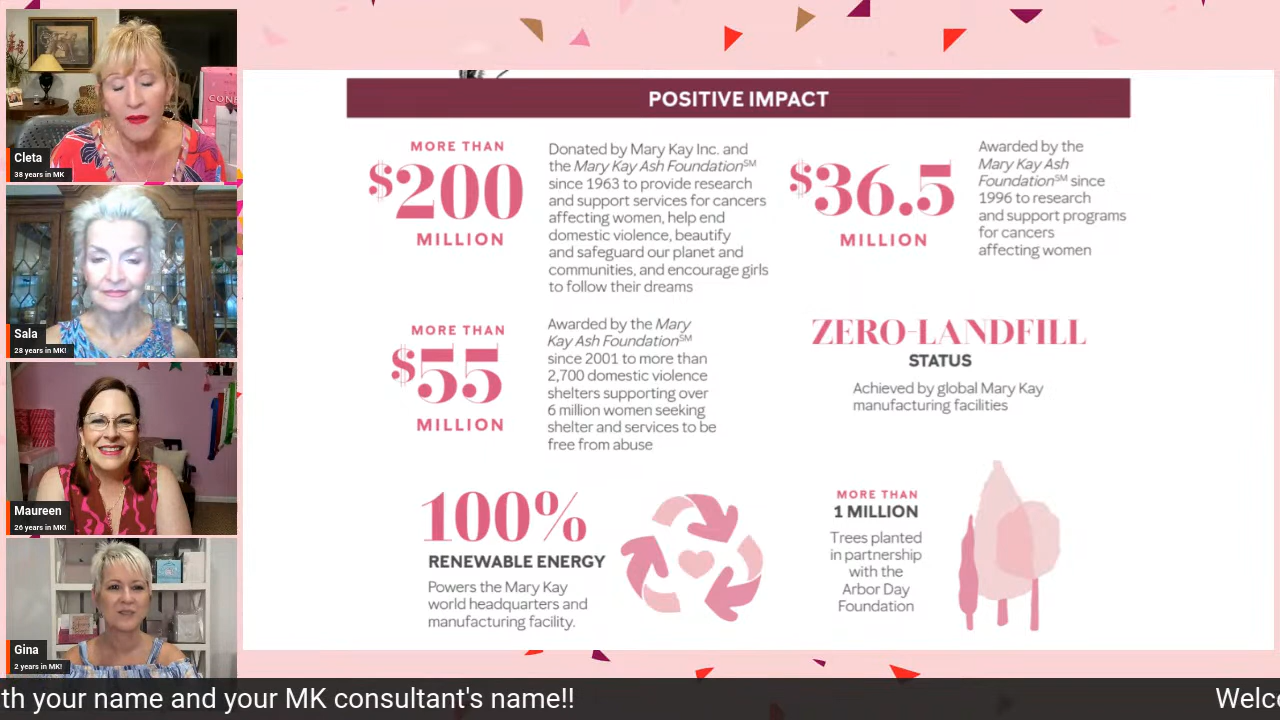 Cleta
38 years in MK
Sala
28 years in MK!
Maureen
26 years in MK!
Gina
2 years in MK!
POSITIVE IMPACT
MORE THAN
$200
MILLION
Donated by Mary Kay Inc. and
the Mary Kay Ash Foundation℠
since 1963 to provide research
and support services for cancers
affecting women, help end
domestic violence, beautify
and safeguard our planet and
communities, and encourage girls
to follow their dreams
$36.5
MILLION
Awarded by the
Mary Kay Ash
Foundation℠ since
1996 to research
and support programs
for cancers
affecting women
MORE THAN
$55
MILLION
Awarded by the Mary
Kay Ash Foundation℠
since 2001 to more than
2,700 domestic violence
shelters supporting over
6 million women seeking
shelter and services to be
free from abuse
ZERO-LANDFILL
STATUS
Achieved by global Mary Kay
manufacturing facilities
100%
RENEWABLE ENERGY
Powers the Mary Kay
world headquarters and
manufacturing facility.
MORE THAN
1 MILLION
Trees planted
in partnership
with the
Arbor Day
Foundation
th your name and your MK consultant's name!!
Welco